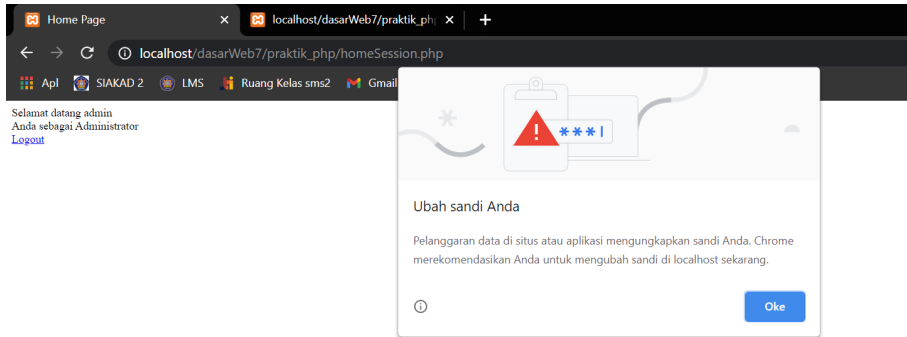 Home Page
localhost/dasarWeb7/praktik_ph
localhost/dasarWeb7/praktik_php/homeSession.php
Apl SIAKAD 2 LMS Ruang Kelas sms2 Gmail
Selamat datang admin
Anda sebagai Administrator
Logout
***|
Ubah sandi Anda
Pelanggaran data di situs atau aplikasi mengungkapkan sandi Anda. Chrome
merekomendasikan Anda untuk mengubah sandi di localhost sekarang.
Oke